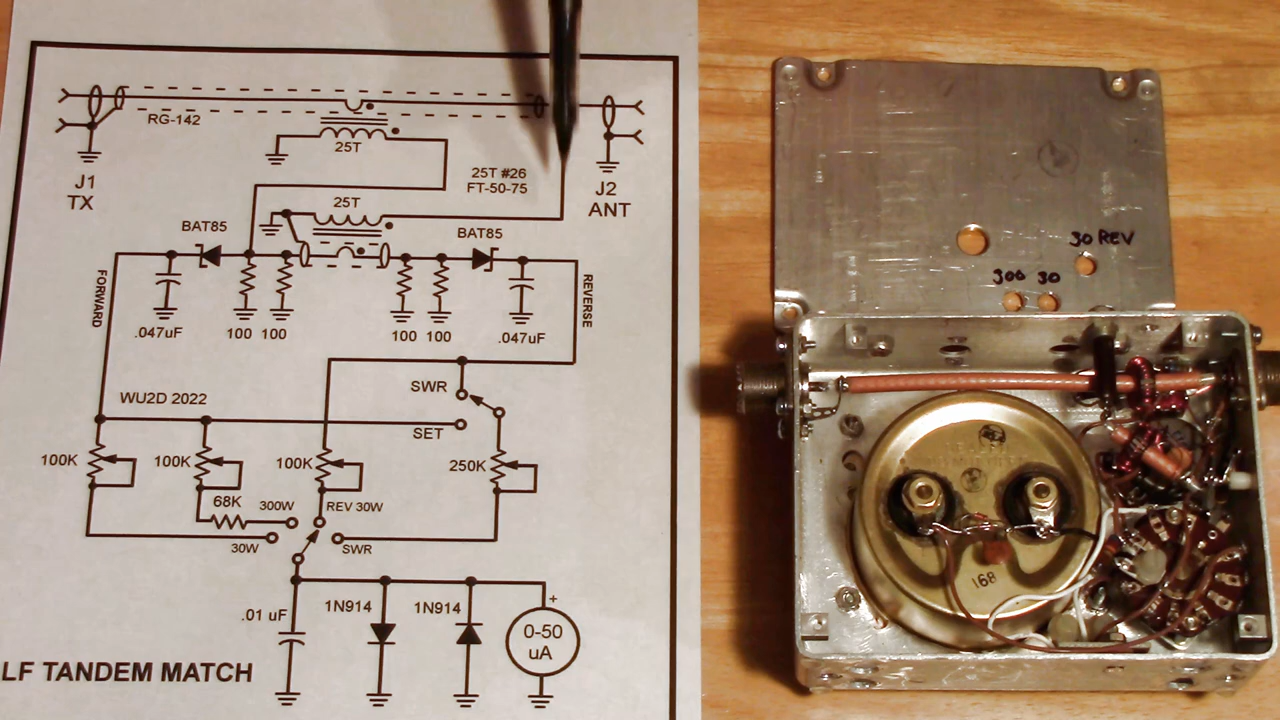 RG-142
25T
J1
TX
25T #26
FT-50-75
J2
ANT
25T
BAT85
BAT85
FORWARD
REVERSE
.047uF
100 100
100 100
.047uF
SWR
WU2D 2022
SET
100K
100K
100K
250K
68K
300W
REV 30W
30W
SWR
.01 uF
1N914
1N914
+
0-50
uA
LF TANDEM MATCH
30 REV
300 30
168